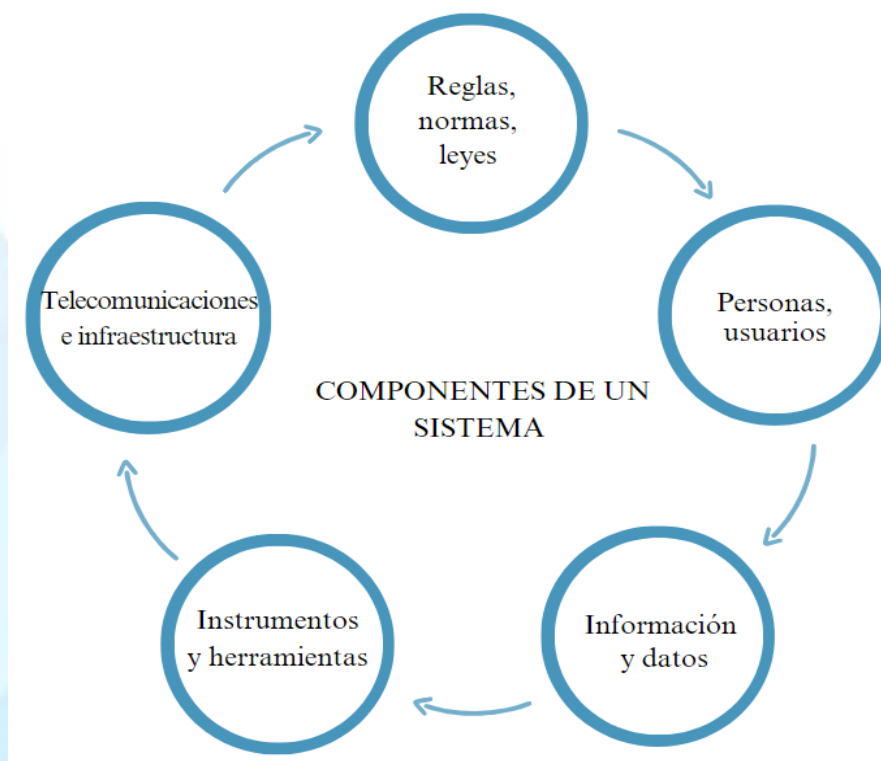 Reglas,
normas,
leyes
Personas,
usuarios
Información
y datos
Instrumentos
y herramientas
Telecomunicaciones
e infraestructura
COMPONENTES DE UN
SISTEMA